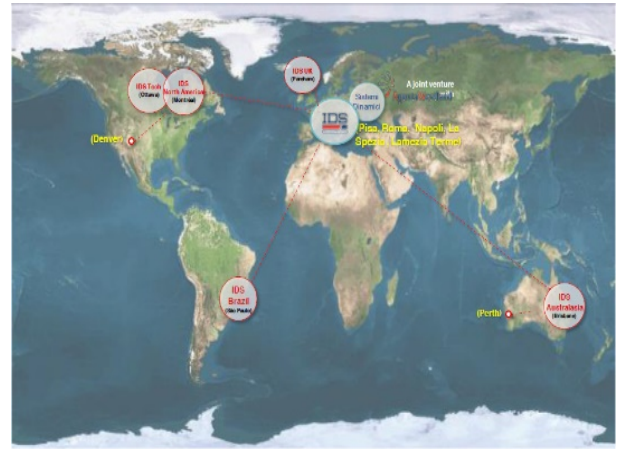 IDS Tech
(Ottawa)
IDS
North America
(Montreal)
(Denver)
IDS UK
(Fareham)
Sistemi
Dinamici
A joint venture
IDS
Pisa, Roma, Napoli, La
Spezia, Lamezia Terme)
IDS
Brazil
(São Paulo)
(Perth)
IDS
Australasia
(Brisbane)